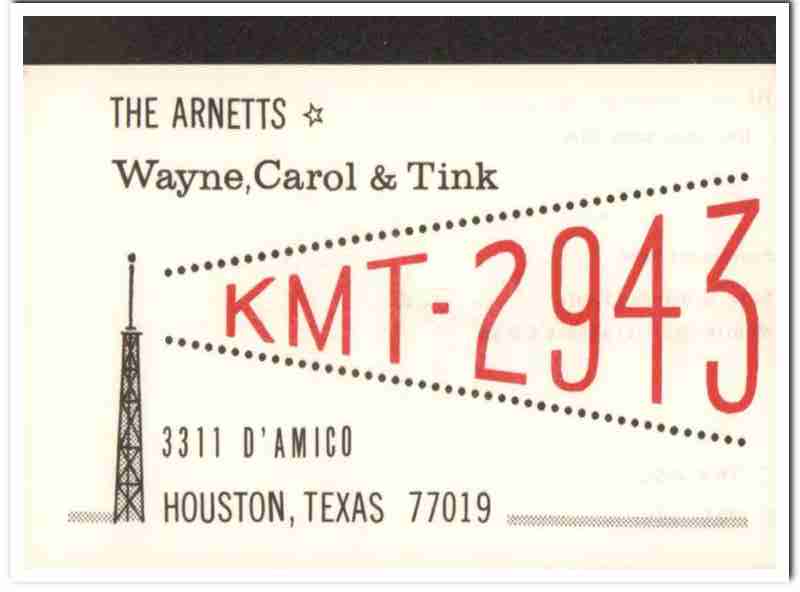 THE ARNETTS ☆
Wayne, Carol & Tink
KMT-2943
3311 D'AMICO
HOUSTON, TEXAS 77019